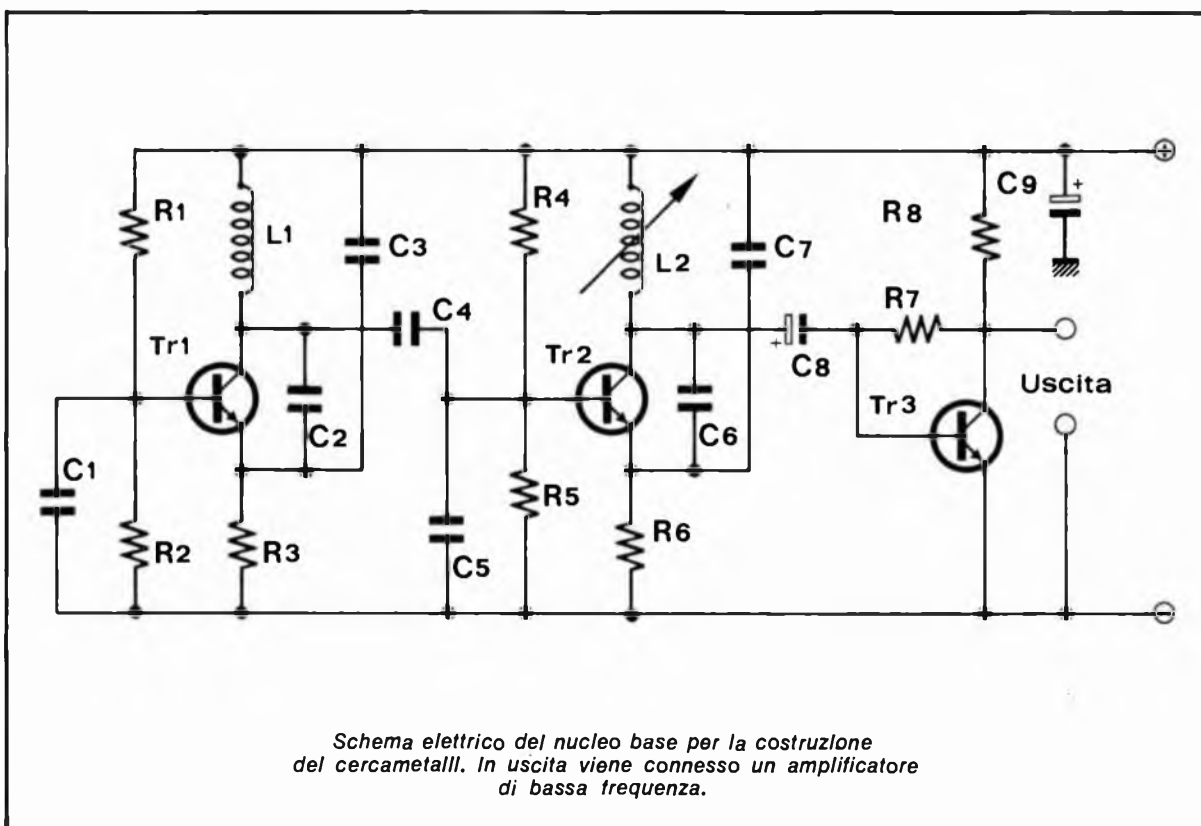 R1
L1
C3
C4
Tr1
C2
C1
R2
R3
C5
R4
L2
C7
Tr2
C6
C8
R5
R6
R8
C9
+
+
R7
+
Uscita
Tr3
−
Schema elettrico del nucleo base per la costruzione
del cercametalli. In uscita viene connesso un amplificatore
di bassa frequenza.